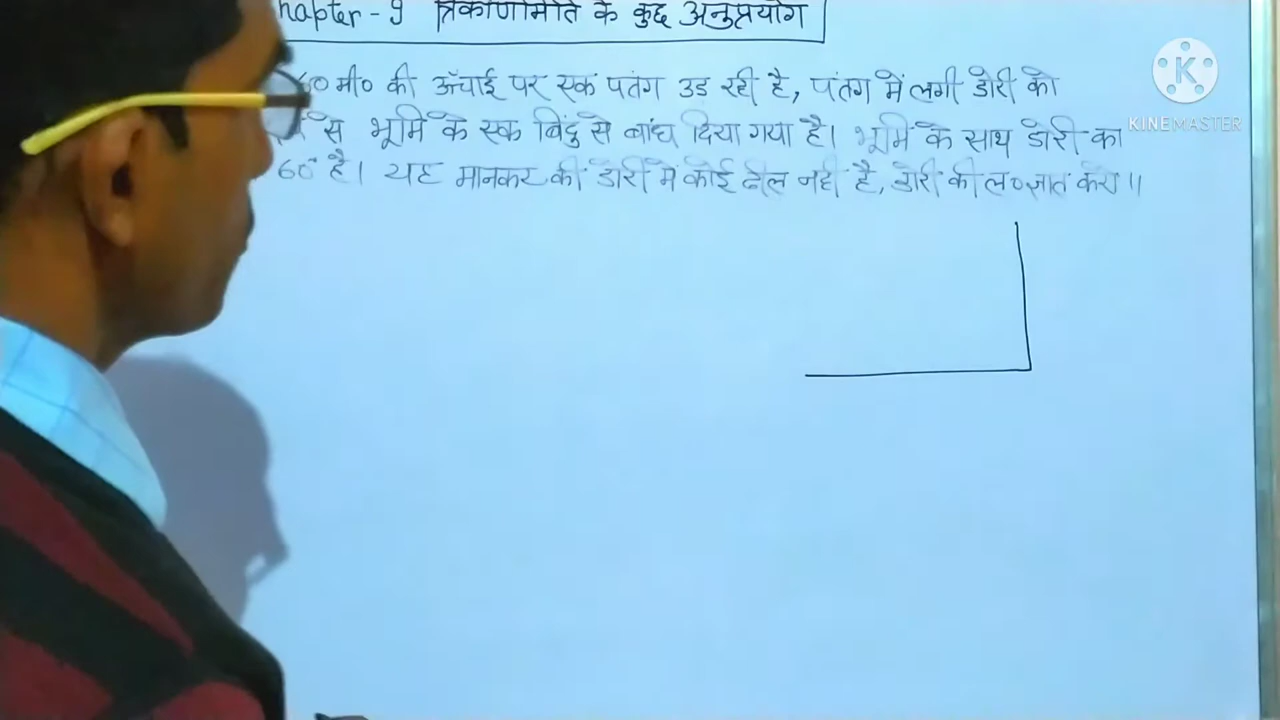 hapter - 9 त्रिकोणमिति के कुछ अनुप्रयोग
60 मी० की ऊँचाई पर एक पतंग उड रही है, पतंग में लगी डोरी को
से भूमि के एक बिंदु से बांध दिया गया है। भूमि के साथ डोरी का
60° है। यह मानकर की डोरी में कोई ढील नही है, डोरी की ल० ज्ञात करो ॥
K
KINEMASTER